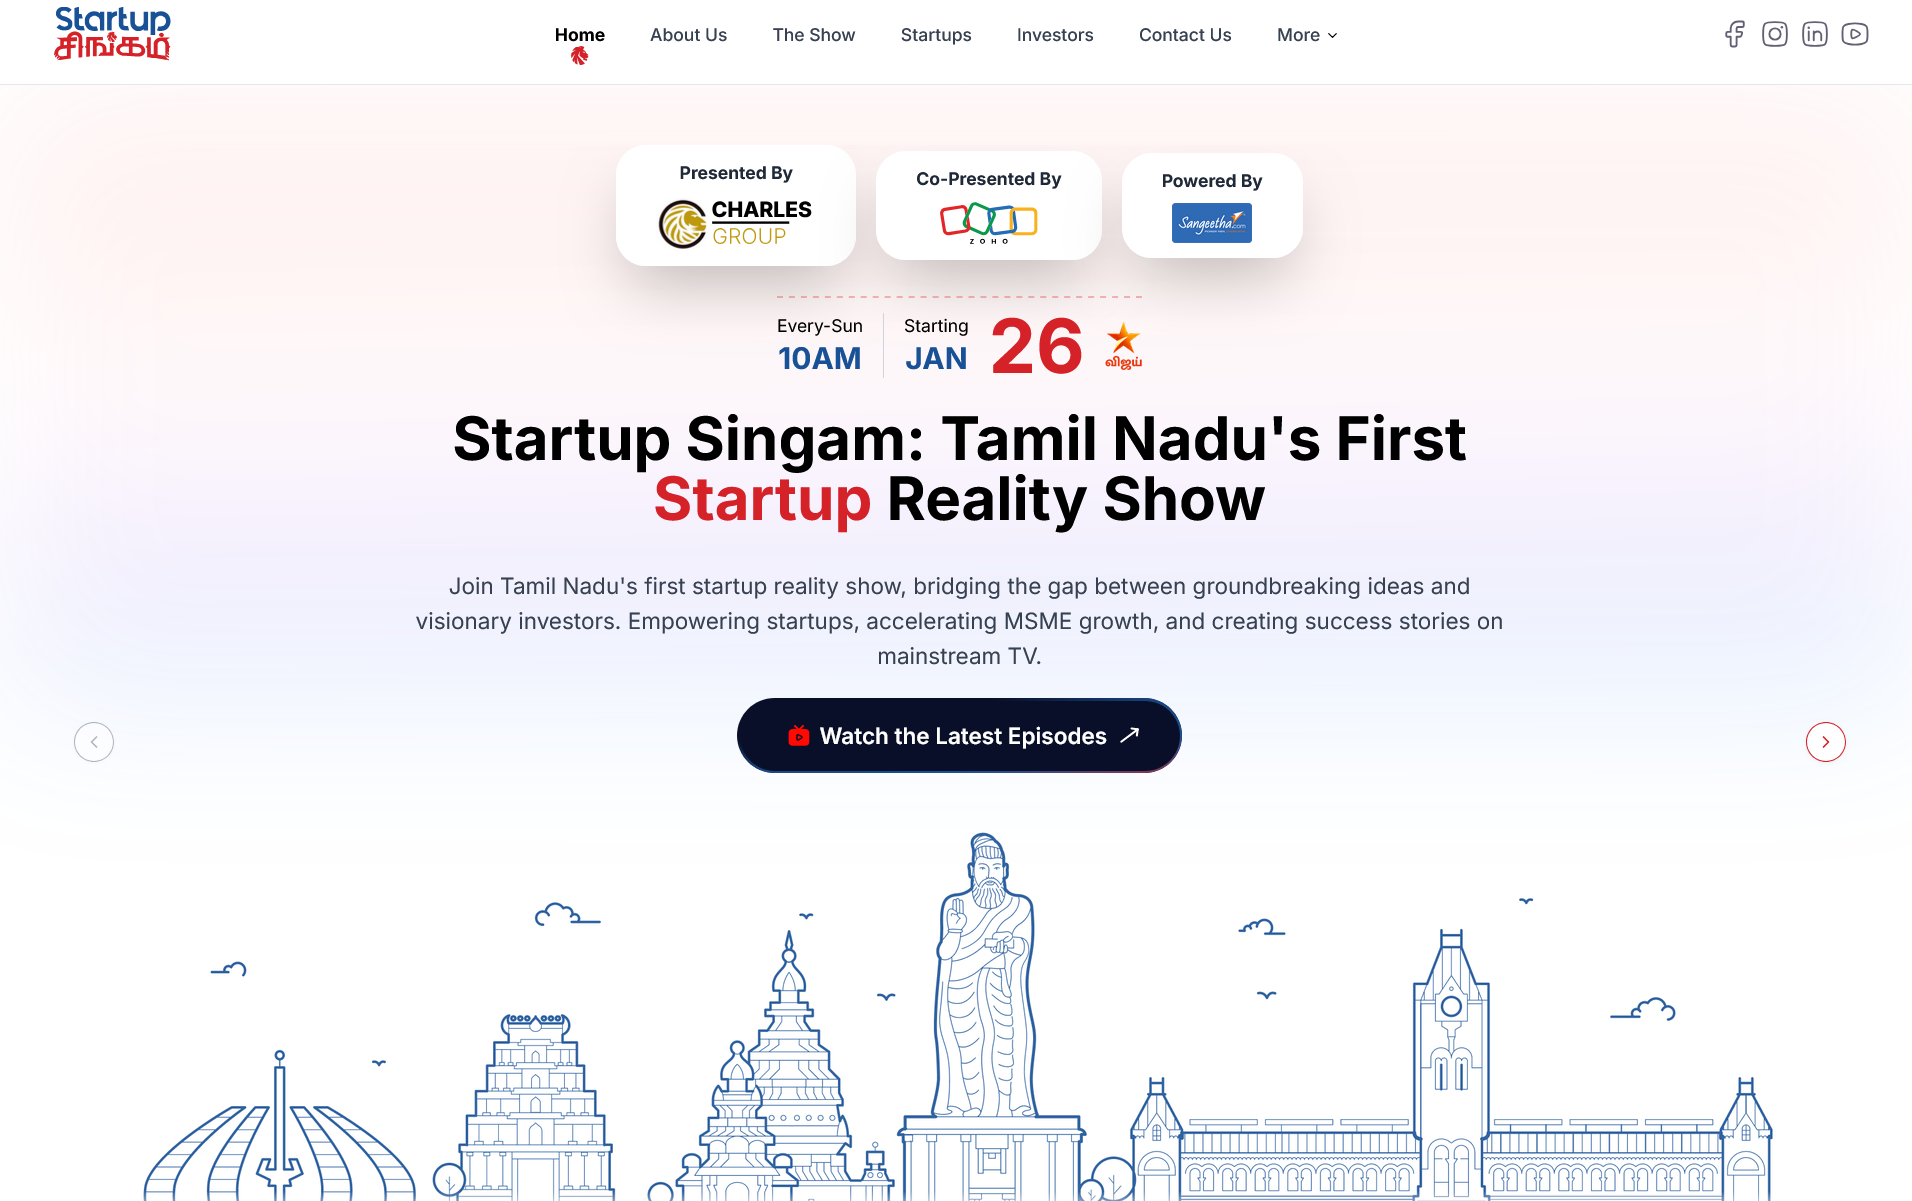 Startup
சிங்கம்
Home
About Us
The Show
Startups
Investors
Contact Us
More
Presented By
CHARLES
GROUP
Co-Presented By
ZOHO
Powered By
Sangeetha.com
Every-Sun
10AM
Starting
JAN
26
விஜய்
Startup Singam: Tamil Nadu's First
Startup Reality Show
Join Tamil Nadu's first startup reality show, bridging the gap between groundbreaking ideas and
visionary investors. Empowering startups, accelerating MSME growth, and creating success stories on
mainstream TV.
Watch the Latest Episodes